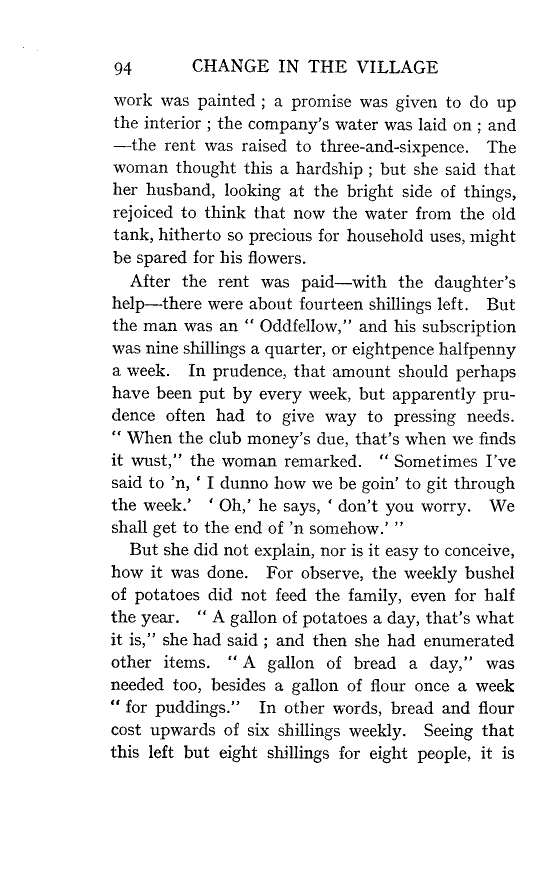 94 CHANGE IN THE VILLAGE
work was painted ; a promise was given to do up
the interior ; the company's water was laid on ; and
—the rent was raised to three-and-sixpence. The
woman thought this a hardship ; but she said that
her husband, looking at the bright side of things,
rejoiced to think that now the water from the old
tank, hitherto so precious for household uses, might
be spared for his flowers.
After the rent was paid—with the daughter's
help—there were about fourteen shillings left. But
the man was an " Oddfellow," and his subscription
was nine shillings a quarter, or eightpence halfpenny
a week. In prudence, that amount should perhaps
have been put by every week, but apparently pru-
dence often had to give way to pressing needs.
" When the club money's due, that's when we finds
it wust," the woman remarked. " Sometimes I've
said to 'n, ' I dunno how we be goin' to git through
the week.' ' Oh,' he says, ' don't you worry. We
shall get to the end of 'n somehow.' "
But she did not explain, nor is it easy to conceive,
how it was done. For observe, the weekly bushel
of potatoes did not feed the family, even for half
the year. " A gallon of potatoes a day, that's what
it is," she had said ; and then she had enumerated
other items. " A gallon of bread a day," was
needed too, besides a gallon of flour once a week
" for puddings." In other words, bread and flour
cost upwards of six shillings weekly. Seeing that
this left but eight shillings for eight people, it is